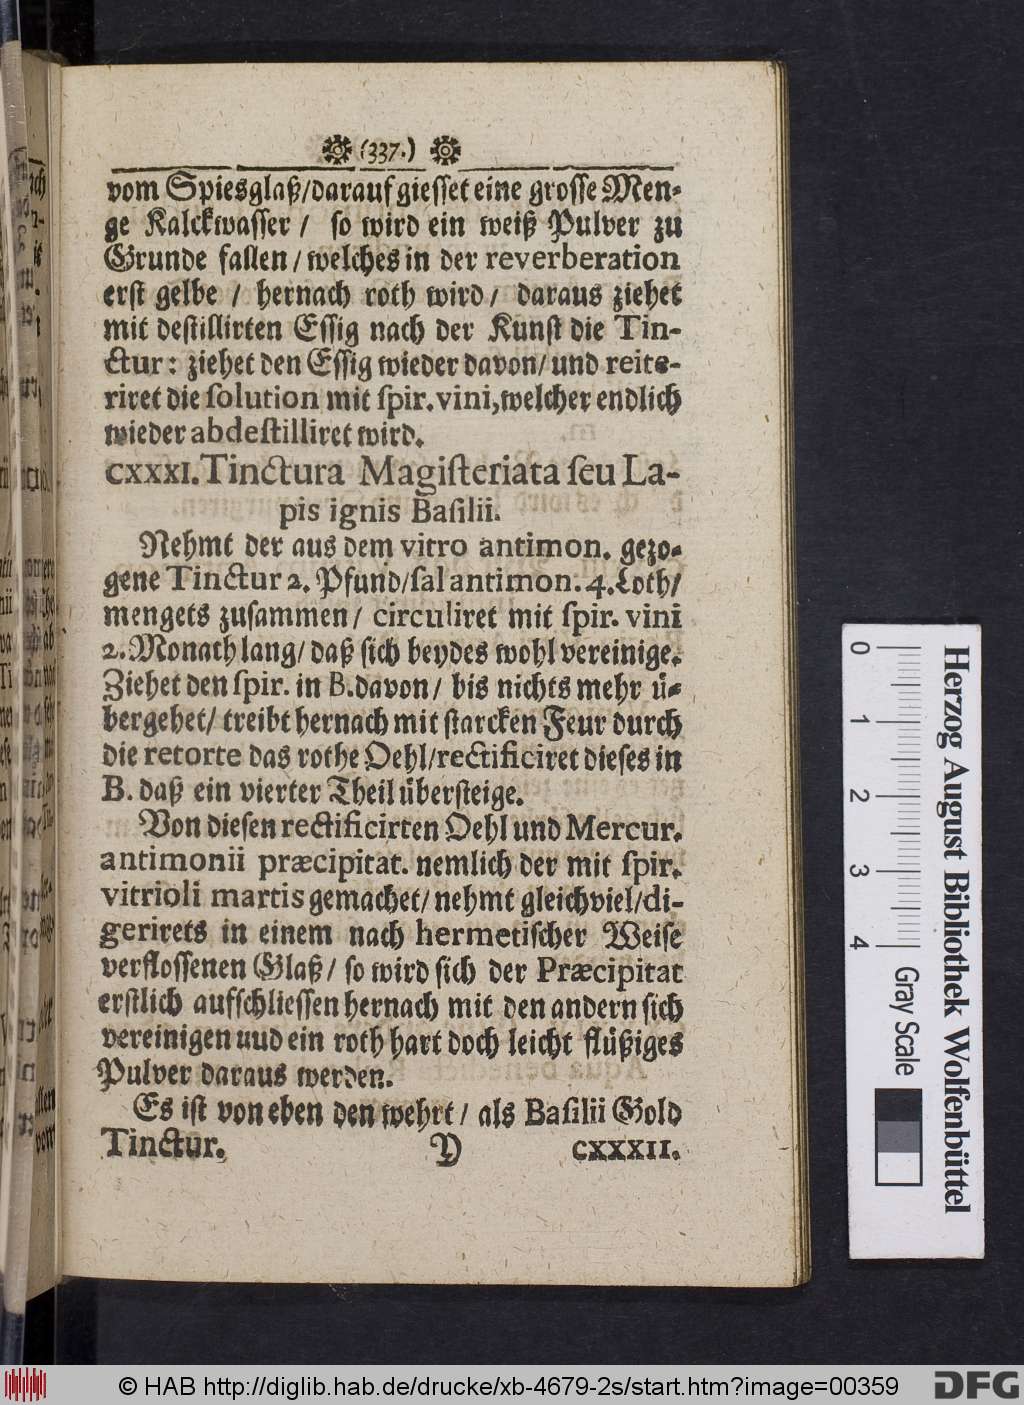 (337.)
vom Spiesglaß/darauf giesset eine grosse Men-
ge Kalckwasser / so wird ein weiß Pulver zu
Grunde fallen / welches in der reverberation
erst gelbe / hernach roth wird / daraus ziehet
mit destillirten Essig nach der Kunst die Tin-
ctur: ziehet den Essig wieder davon/ und reite-
riret die solution mit spir. vini, welcher endlich
wieder abdestilliret wird.
CXXXI. Tinctura Magisteriata seu La-
pis ignis Basilii.
Nehmt der aus dem vitro antimon. gezo-
gene Tinctur 2. Pfund/ sal antimon. 4. Loth/
mengets zusammen / circuliret mit spir. vini
2. Monath lang/ daß sich beydes wohl vereinige.
Ziehet den spir. in B. davon / bis nichts mehr ü-
bergehet/ treibt hernach mit starcken Feur durch
die retorte das rothe Oehl/rectificiret dieses in
B. daß ein vierter Theil übersteige.
Von diesen rectificirten Oehl und Mercur.
antimonii præcipitat. nemlich der mit spir.
vitrioli martis gemachet/ nehmt gleichviel/di-
gerirets in einem nach hermetischer Weise
verflossenen Glaß / so wird sich der Præcipitat
erstlich aufschliessen hernach mit den andern sich
vereinigen uud ein roth hart doch leicht flüßiges
Pulver daraus werden.
Es ist von eben den wehrt / als Basilii Gold
Tinctur. Y CXXXII.
0 1 2 3 4 Gray Scale
Herzog August Bibliothek Wolfenbüttel
© HAB http://diglib.hab.de/drucke/xb-4679-2s/start.htm?image=00359
DFG